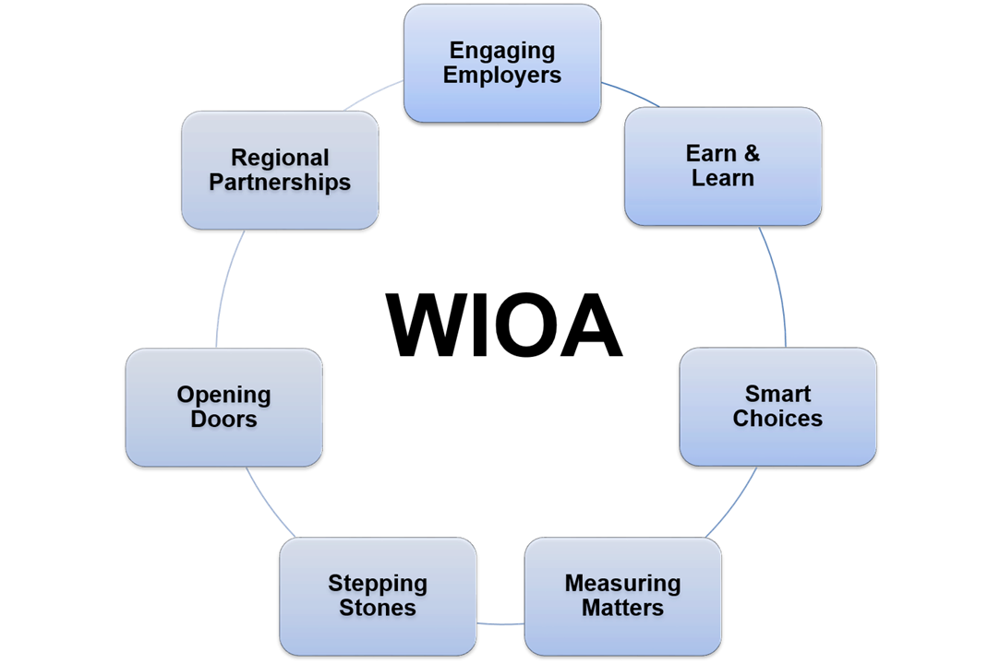 Engaging
Employers
Earn &
Learn
Smart
Choices
Measuring
Matters
Stepping
Stones
Opening
Doors
Regional
Partnerships
WIOA